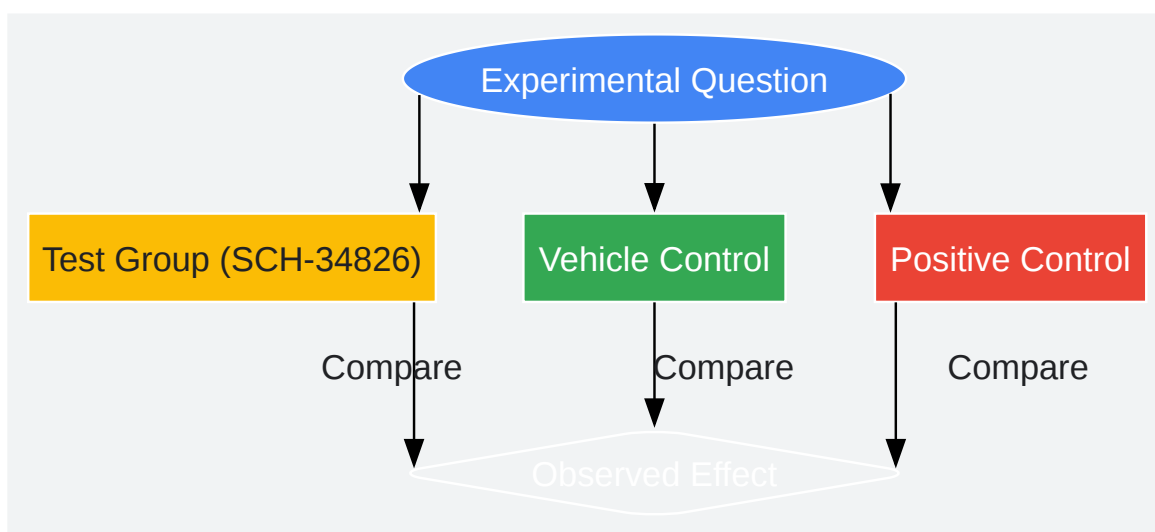 Experimental Question
Test Group (SCH-34826)
Vehicle Control
Positive Control
Compare
Compare
Compare
Observed Effect